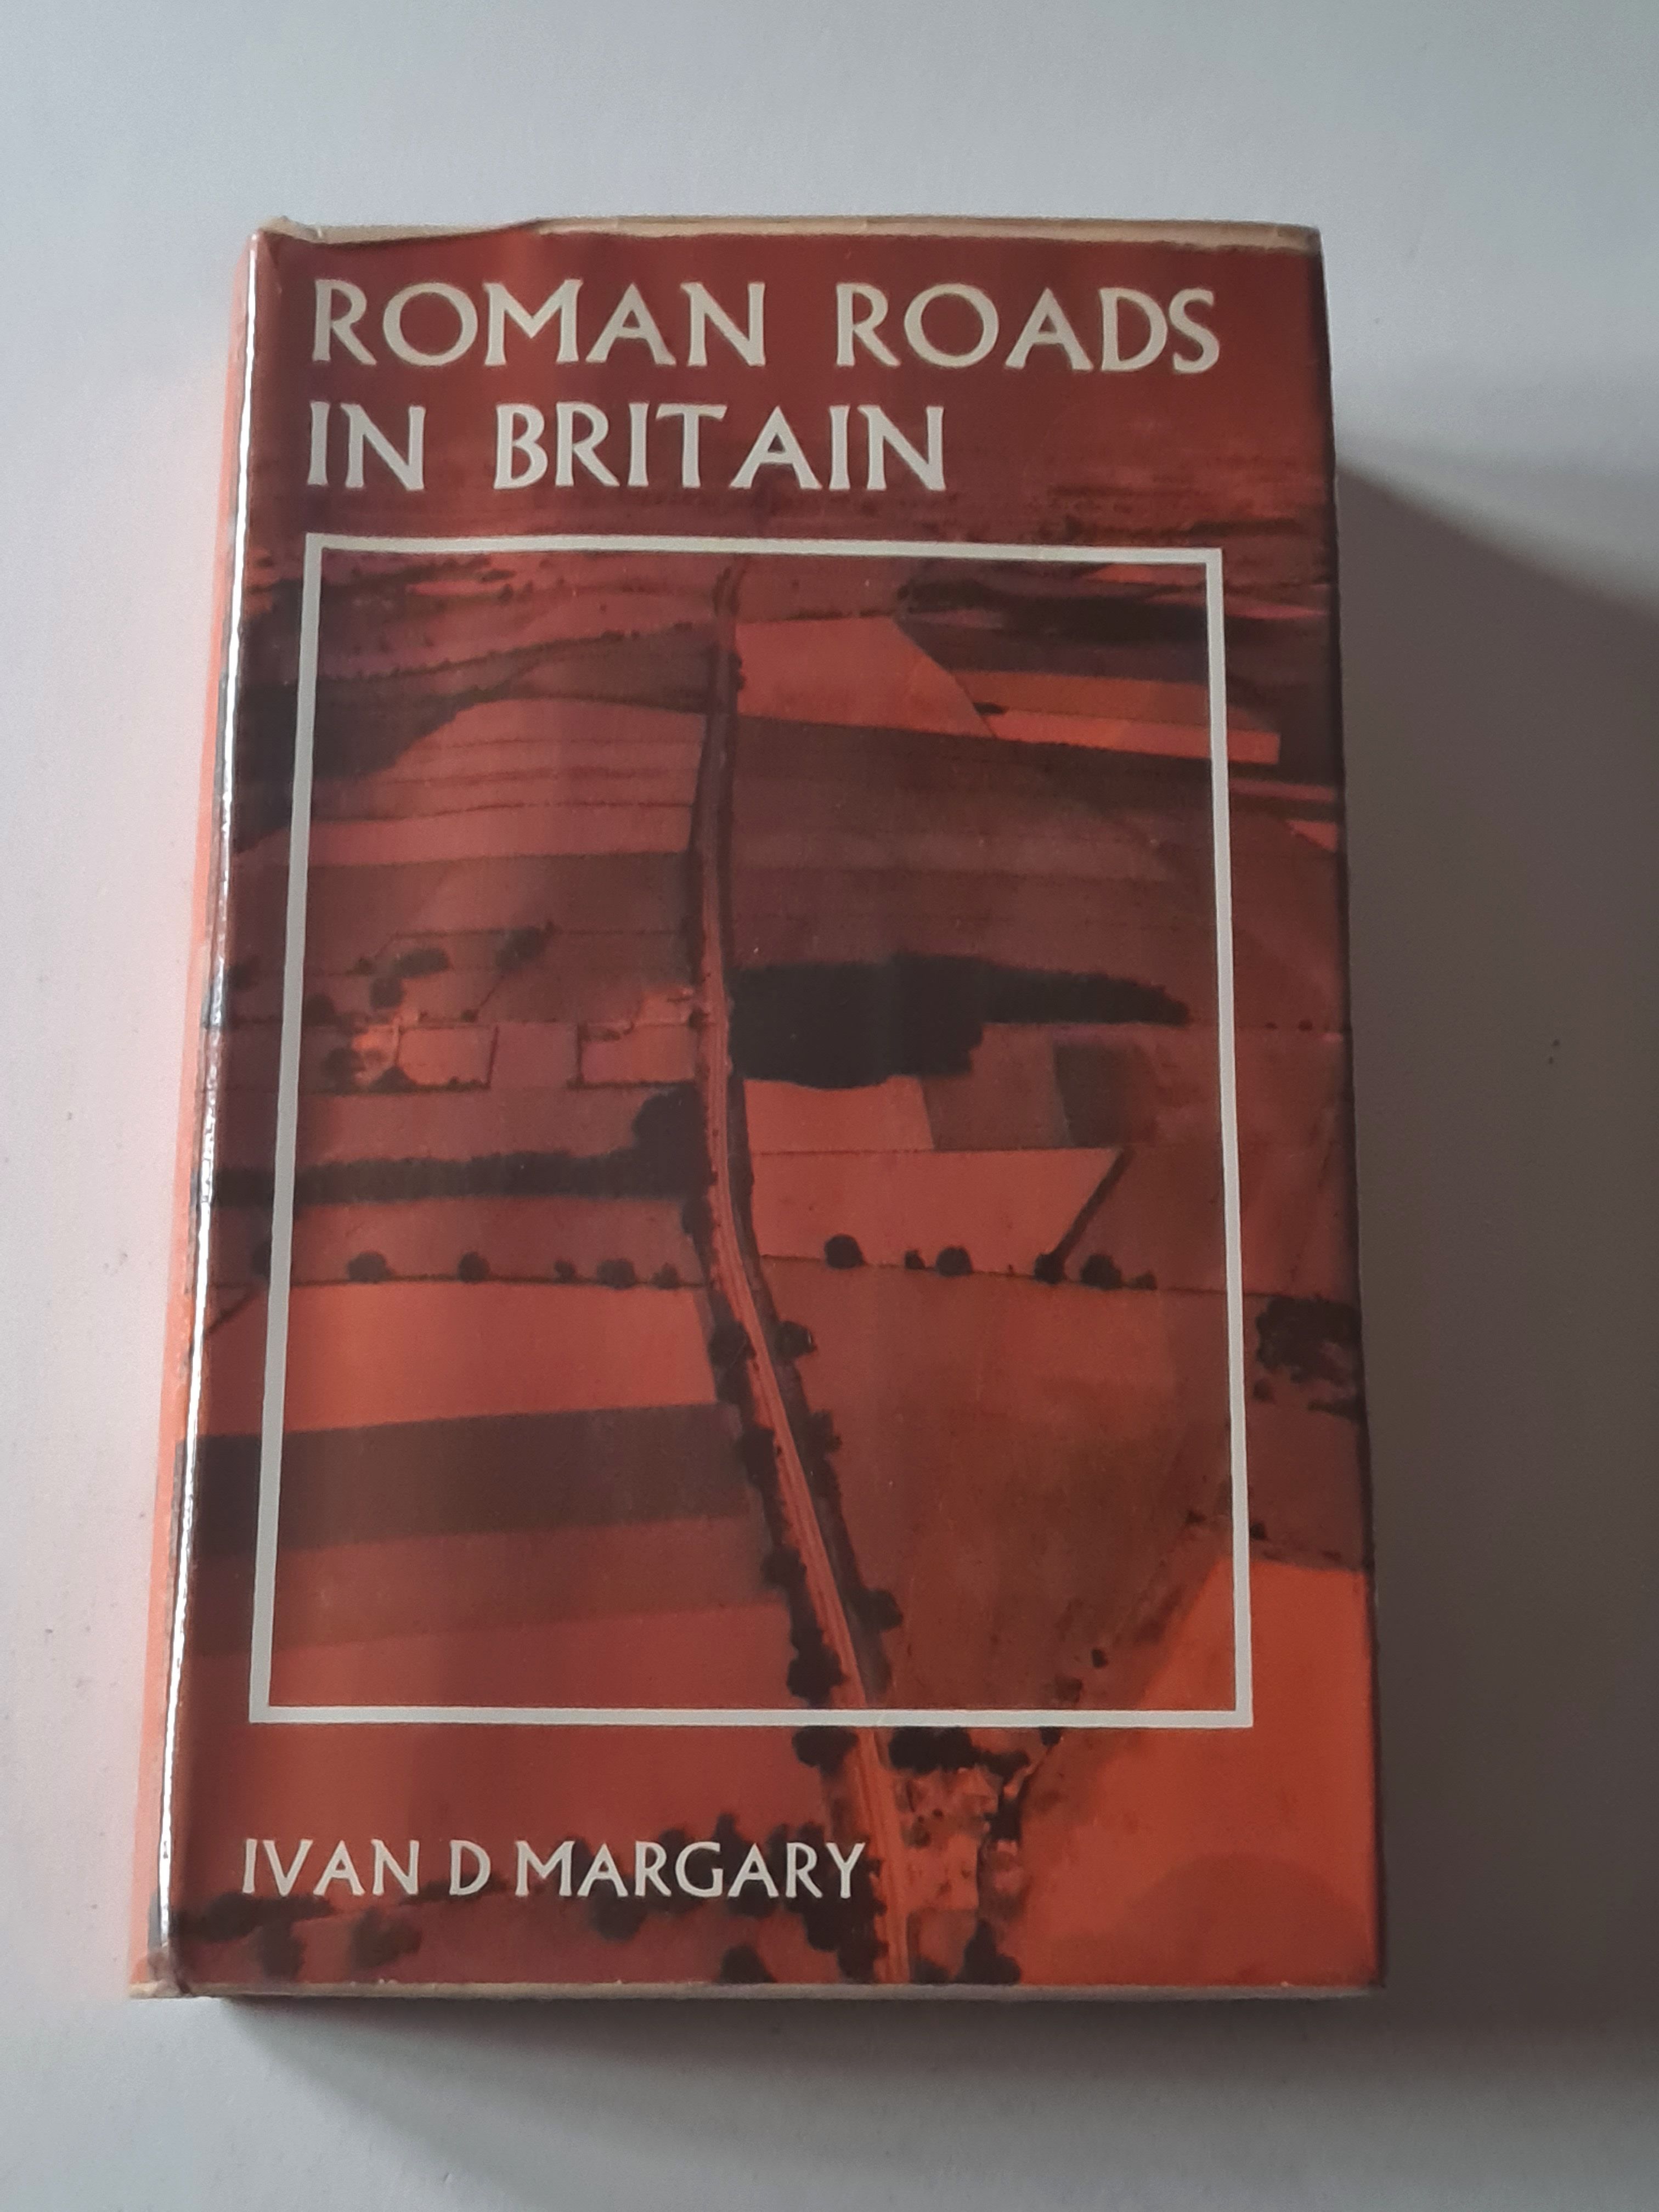 ROMAN ROADS
IN BRITAIN
IVAN D MARGARY